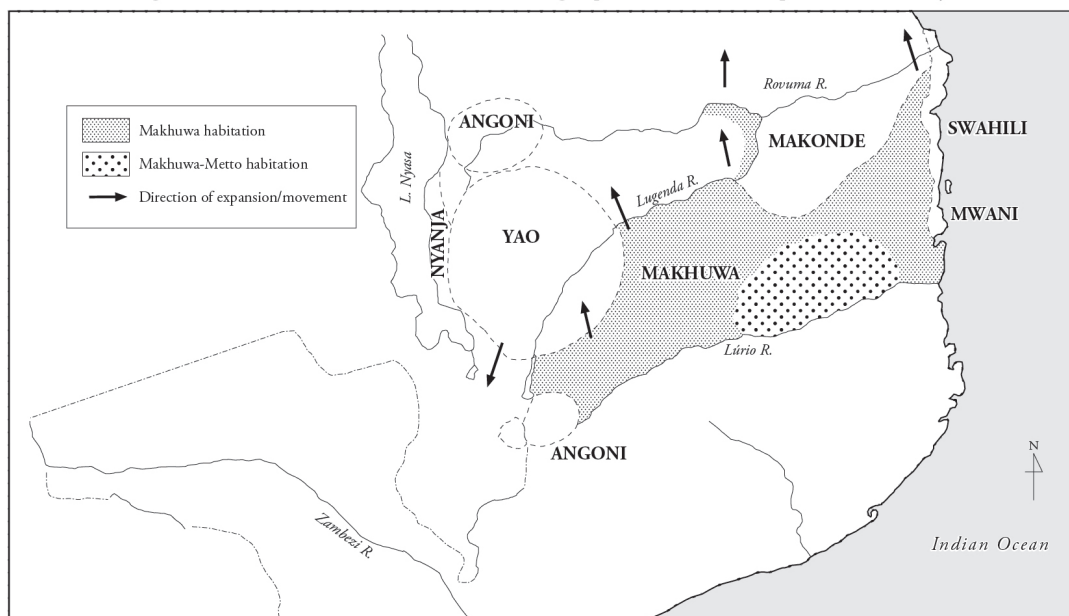 Makhuwa habitation
Makhuwa-Metto habitation
Direction of expansion/movement
ANGONI
Rovuma R.
MAKONDE
SWAHILI
L. Nyasa
Lugenda R.
NYANJA
YAO
MWANI
MAKHUWA
Lúrio R.
ANGONI
N
Zambezi R.
Indian Ocean